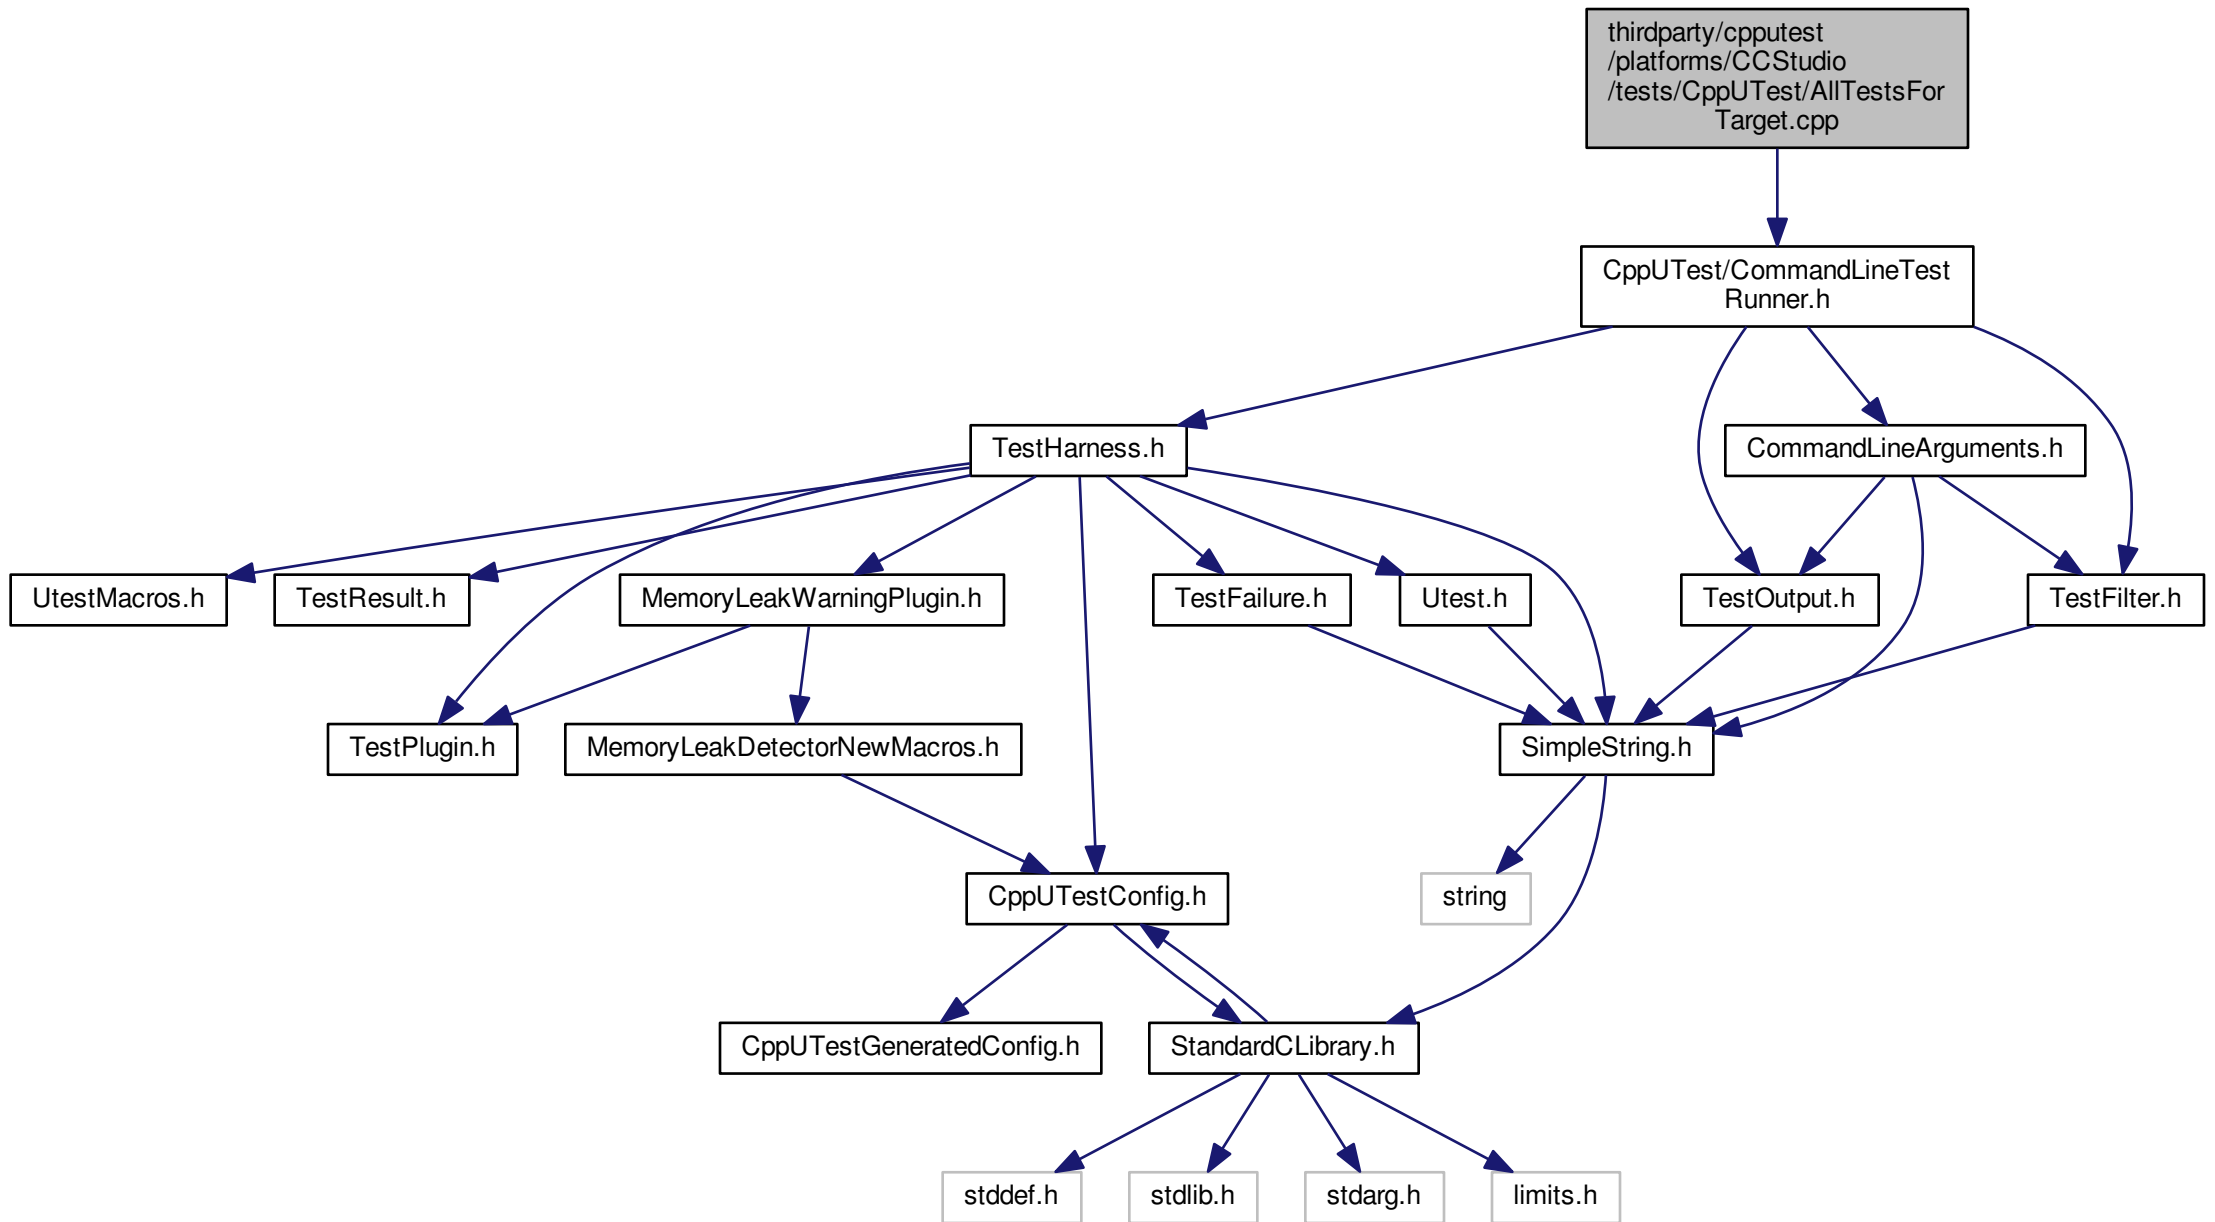 thirdparty/cpputest
/platforms/CCStudio
/tests/CppUTest/AllTestsFor
Target.cpp
CppUTest/CommandLineTest
Runner.h
TestHarness.h
CommandLineArguments.h
UtestMacros.h
TestResult.h
MemoryLeakWarningPlugin.h
TestFailure.h
Utest.h
TestOutput.h
TestFilter.h
TestPlugin.h
MemoryLeakDetectorNewMacros.h
SimpleString.h
CppUTestConfig.h
string
CppUTestGeneratedConfig.h
StandardCLibrary.h
stddef.h
stdlib.h
stdarg.h
limits.h